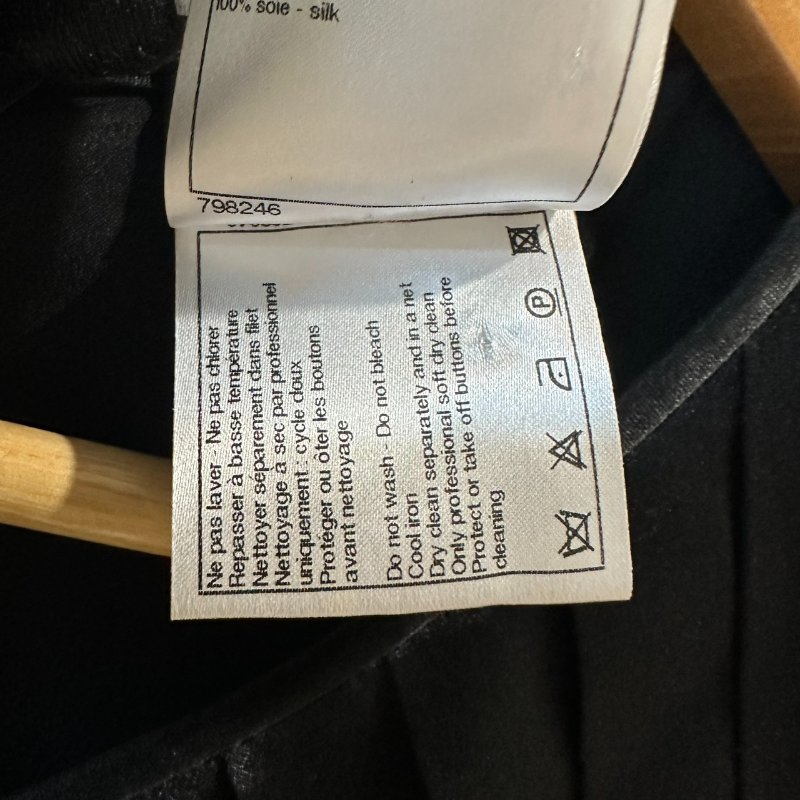 100% soie - silk
798246
Ne pas laver - Ne pas chlorer
Repasser à basse température
Nettoyer séparement dans filet
Nettoyage à sec par professionnel
uniquement : cycle doux
Protéger ou ôter les boutons
avant nettoyage
Do not wash - Do not bleach
Cool iron
Dry clean separately and in a net
Only professional soft dry clean
Protect or take off buttons before
cleaning
P